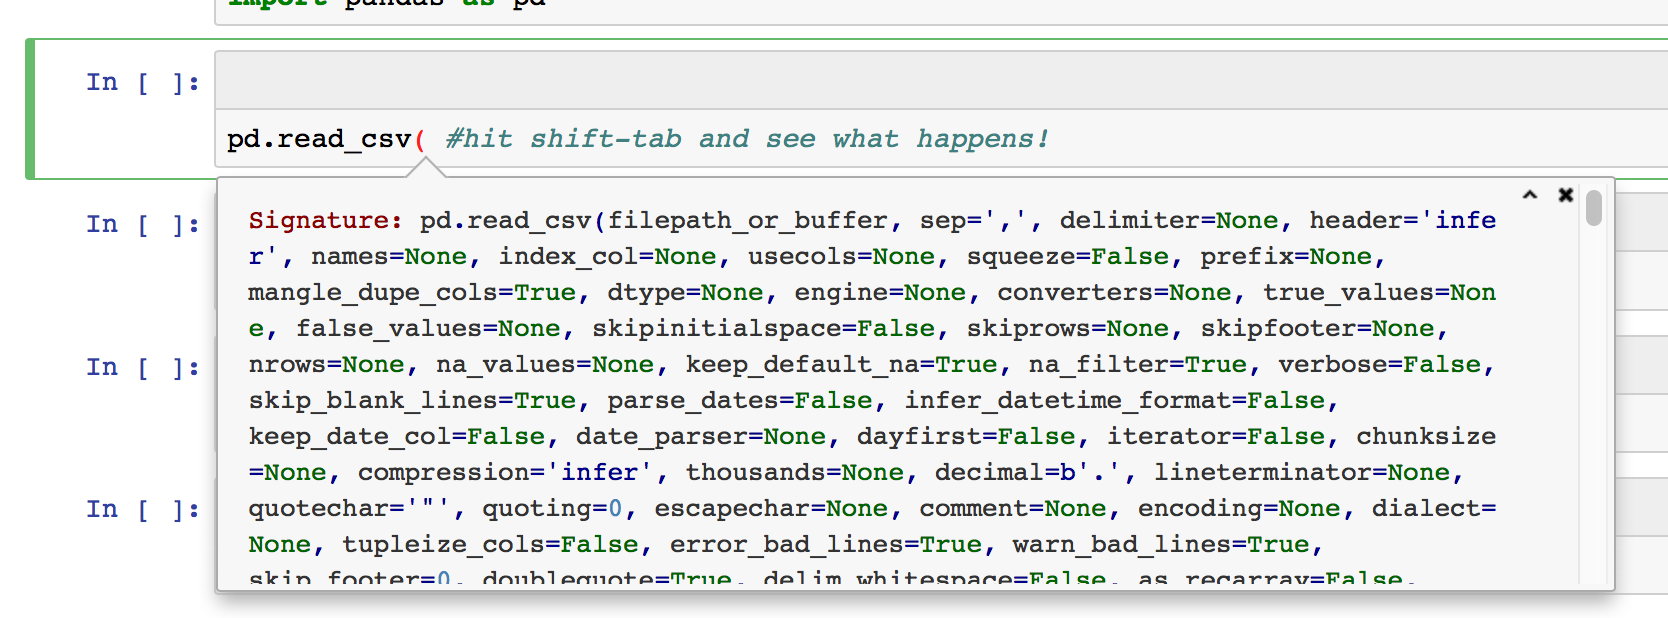 import pandas as pd
In [ ]:
pd.read_csv( #hit shift-tab and see what happens!
Signature: pd.read_csv(filepath_or_buffer, sep=',', delimiter=None, header='infe
r', names=None, index_col=None, usecols=None, squeeze=False, prefix=None,
mangle_dupe_cols=True, dtype=None, engine=None, converters=None, true_values=Non
e, false_values=None, skipinitialspace=False, skiprows=None, skipfooter=None,
nrows=None, na_values=None, keep_default_na=True, na_filter=True, verbose=False,
skip_blank_lines=True, parse_dates=False, infer_datetime_format=False,
keep_date_col=False, date_parser=None, dayfirst=False, iterator=False, chunksize
=None, compression='infer', thousands=None, decimal=b'.', lineterminator=None,
quotechar='"', quoting=0, escapechar=None, comment=None, encoding=None, dialect=
None, tupleize_cols=False, error_bad_lines=True, warn_bad_lines=True,
skip_footer=0, doublequote=True, delim_whitespace=False, as_recarray=False,
In [ ]:
In [ ]:
In [ ]: